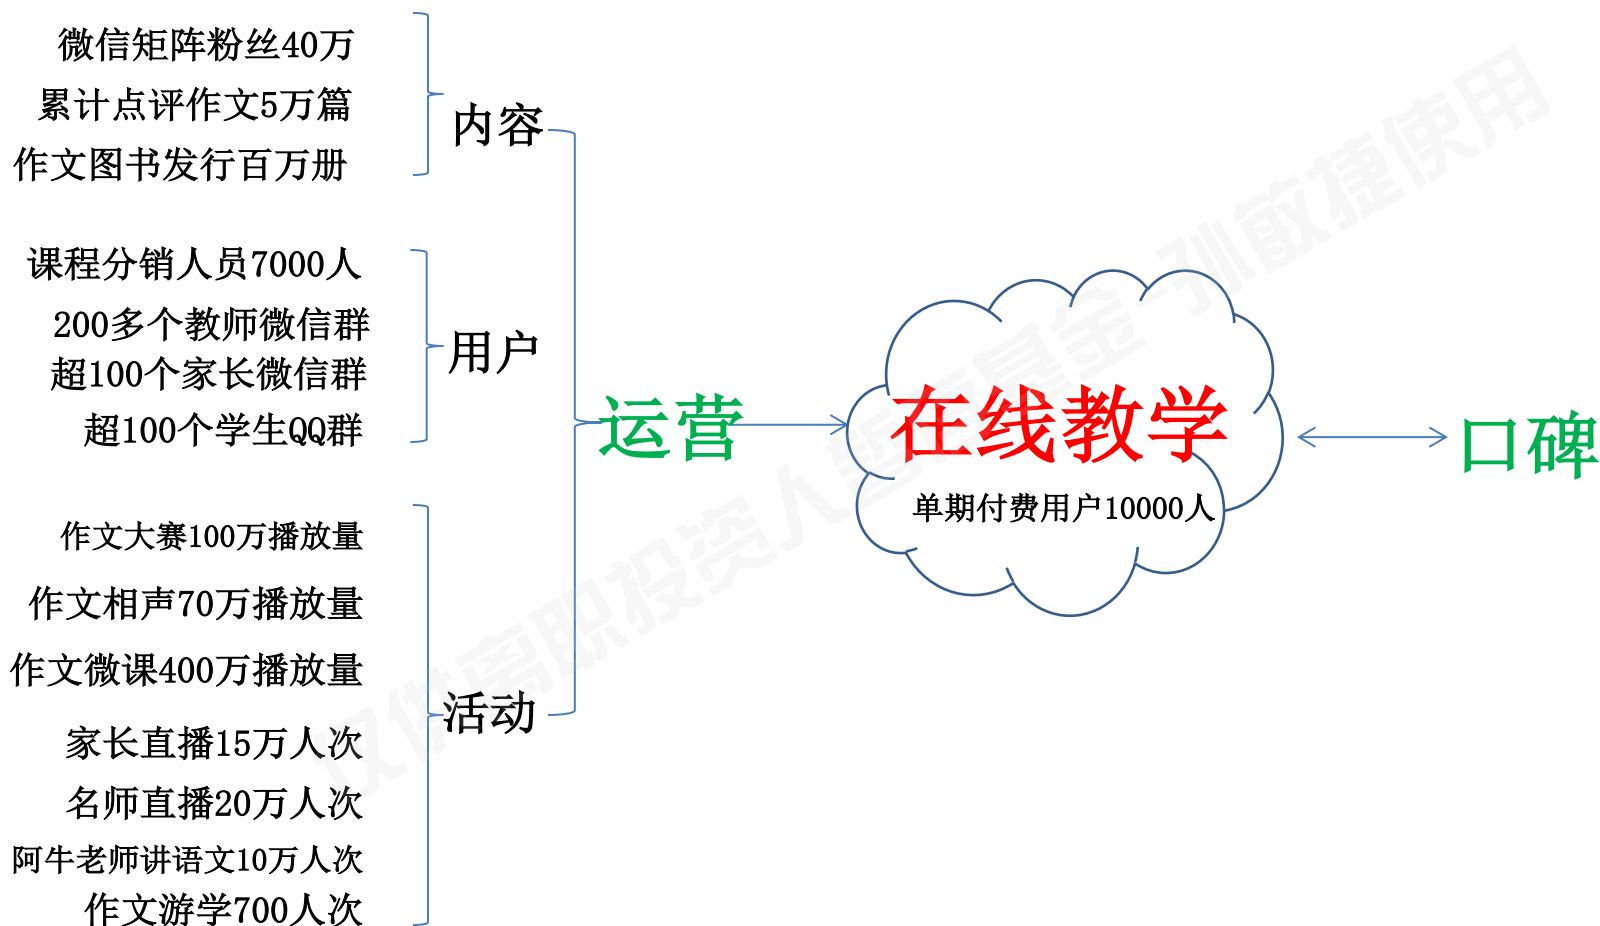 微信矩阵粉丝40万
累计点评作文5万篇
作文图书发行百万册
内容
课程分销人员7000人
200多个教师微信群
超100个家长微信群
超100个学生QQ群
用户
作文大赛100万播放量
作文相声70万播放量
作文微课400万播放量
家长直播15万人次
名师直播20万人次
阿牛老师讲语文10万人次
作文游学700人次
活动
运营
在线教学
单期付费用户10000人
口碑